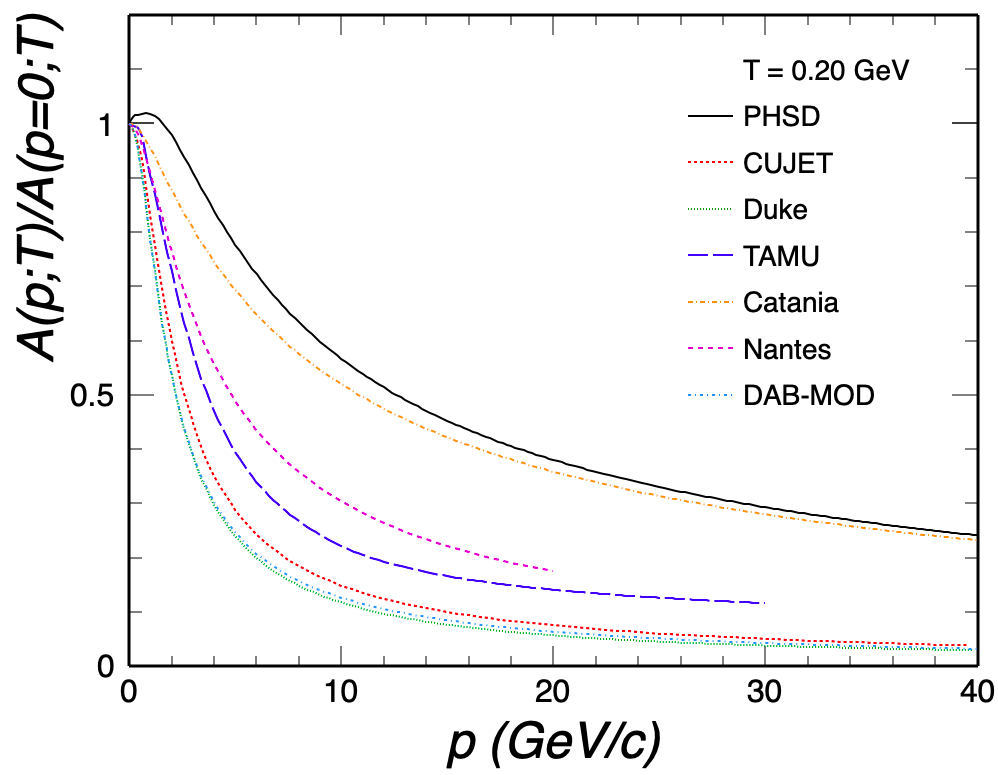 A(p;T)/A(p=0;T)
1
0.5
0
T = 0.20 GeV
PHSD
CUJET
Duke
TAMU
Catania
Nantes
DAB-MOD
0 10 20 30 40
p (GeV/c)